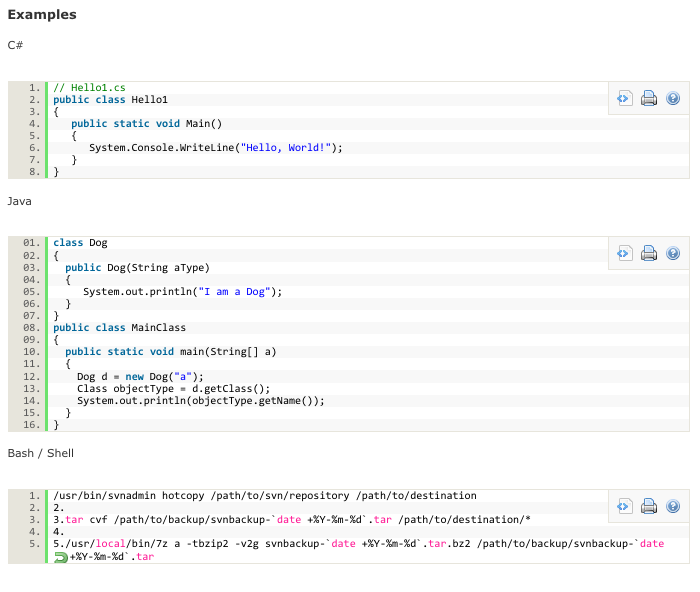 Examples
C#
1. // Hello1.cs
2. public class Hello1
3. {
4.    public static void Main()
5.    {
6.       System.Console.WriteLine("Hello, World!");
7.    }
8. }
Java
01. class Dog
02. {
03.   public Dog(String aType)
04.   {
05.      System.out.println("I am a Dog");
06.   }
07. }
08. public class MainClass
09. {
10.   public static void main(String[] a)
11.   {
12.     Dog d = new Dog("a");
13.     Class objectType = d.getClass();
14.     System.out.println(objectType.getName());
15.   }
16. }
Bash / Shell
1. /usr/bin/svnadmin hotcopy /path/to/svn/repository /path/to/destination
2. 2.
3. 3.tar cvf /path/to/backup/svnbackup-`date +%Y-%m-%d`.tar /path/to/destination/*
4. 4.
5. 5./usr/local/bin/7z a -tbzip2 -v2g svnbackup-`date +%Y-%m-%d`.tar.bz2 /path/to/backup/svnbackup-`date
+%Y-%m-%d`.tar